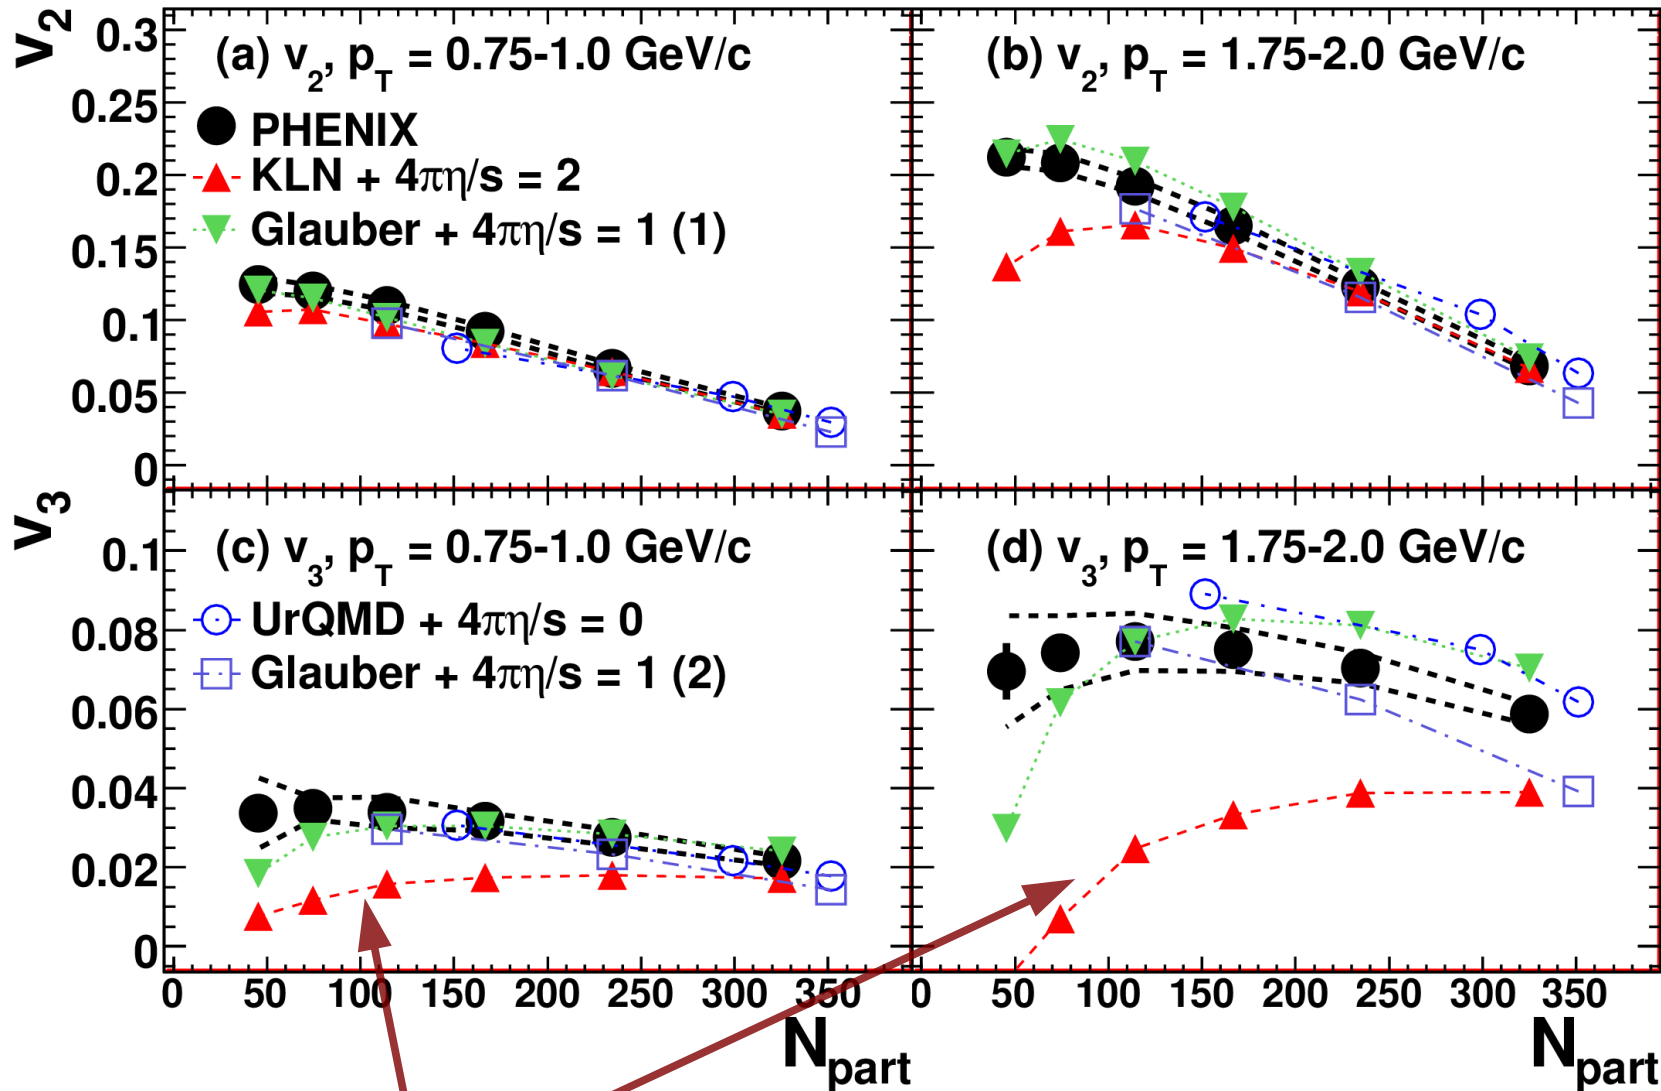 v2
0.3
0.25
0.2
0.15
0.1
0.05
0
(a) v2, pT = 0.75-1.0 GeV/c
PHENIX
KLN + 4πη/s = 2
Glauber + 4πη/s = 1 (1)
(b) v2, pT = 1.75-2.0 GeV/c
v3
0.1
0.08
0.06
0.04
0.02
0
(c) v3, pT = 0.75-1.0 GeV/c
UrQMD + 4πη/s = 0
Glauber + 4πη/s = 1 (2)
(d) v3, pT = 1.75-2.0 GeV/c
0 50 100 150 200 250 300 350
0 50 100 150 200 250 300 350
Npart
Npart